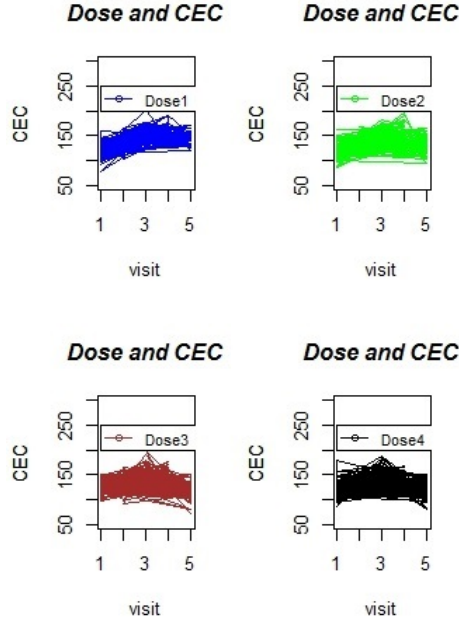 Dose and CEC
CEC
50 150 250
Dose1
1 3 5
visit
Dose and CEC
CEC
50 150 250
Dose2
1 3 5
visit
Dose and CEC
CEC
50 150 250
Dose3
1 3 5
visit
Dose and CEC
CEC
50 150 250
Dose4
1 3 5
visit